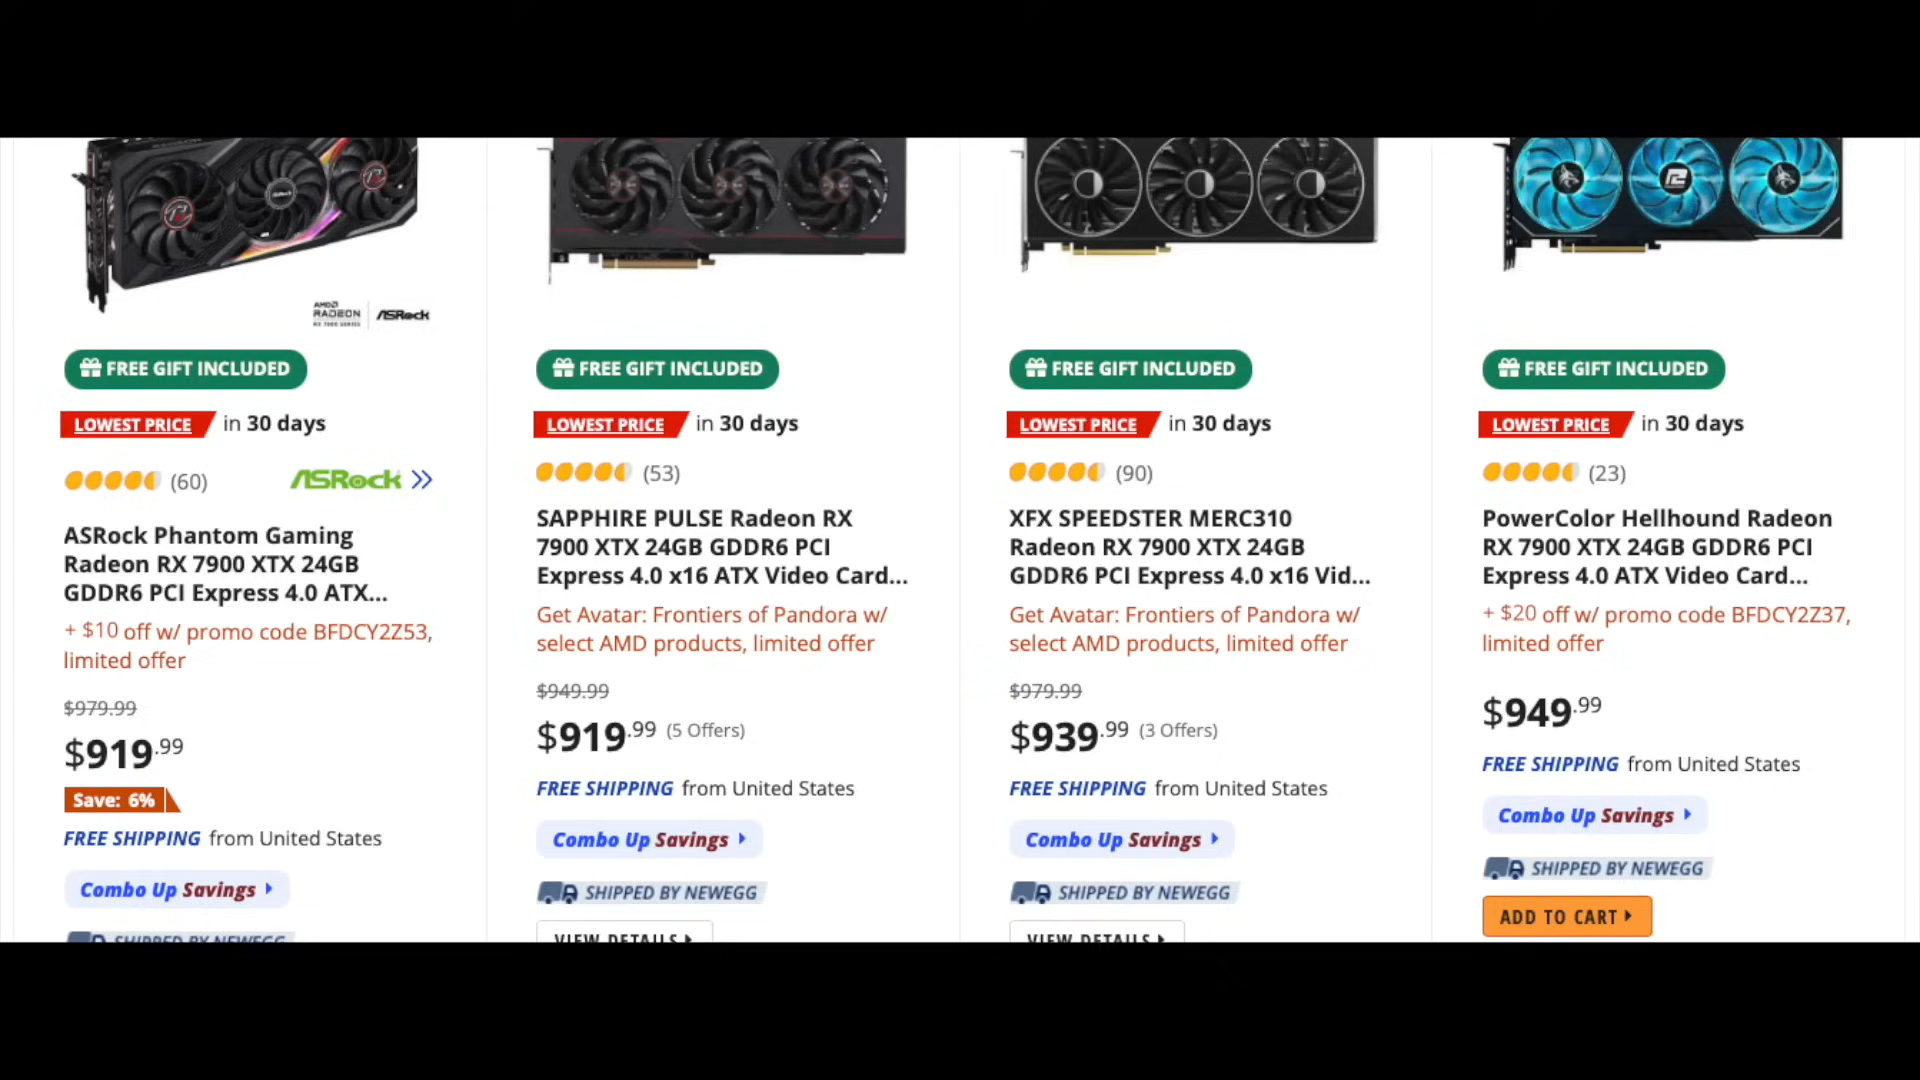 AMD
RADEON
RX 7000 SERIES
ASRock
FREE GIFT INCLUDED
LOWEST PRICE in 30 days
(60)
ASRock
ASRock Phantom Gaming
Radeon RX 7900 XTX 24GB
GDDR6 PCI Express 4.0 ATX...
+ $10 off w/ promo code BFDCY2Z53,
limited offer
$979.99
$919.99
Save: 6%
FREE SHIPPING from United States
Combo Up Savings
SHIPPED BY NEWEGG
FREE GIFT INCLUDED
LOWEST PRICE in 30 days
(53)
SAPPHIRE PULSE Radeon RX
7900 XTX 24GB GDDR6 PCI
Express 4.0 x16 ATX Video Card...
Get Avatar: Frontiers of Pandora w/
select AMD products, limited offer
$949.99
$919.99 (5 Offers)
FREE SHIPPING from United States
Combo Up Savings
SHIPPED BY NEWEGG
VIEW DETAILS
FREE GIFT INCLUDED
LOWEST PRICE in 30 days
(90)
XFX SPEEDSTER MERC310
Radeon RX 7900 XTX 24GB
GDDR6 PCI Express 4.0 x16 Vid...
Get Avatar: Frontiers of Pandora w/
select AMD products, limited offer
$979.99
$939.99 (3 Offers)
FREE SHIPPING from United States
Combo Up Savings
SHIPPED BY NEWEGG
VIEW DETAILS
FREE GIFT INCLUDED
LOWEST PRICE in 30 days
(23)
PowerColor Hellhound Radeon
RX 7900 XTX 24GB GDDR6 PCI
Express 4.0 ATX Video Card...
+ $20 off w/ promo code BFDCY2Z37,
limited offer
$949.99
FREE SHIPPING from United States
Combo Up Savings
SHIPPED BY NEWEGG
ADD TO CART